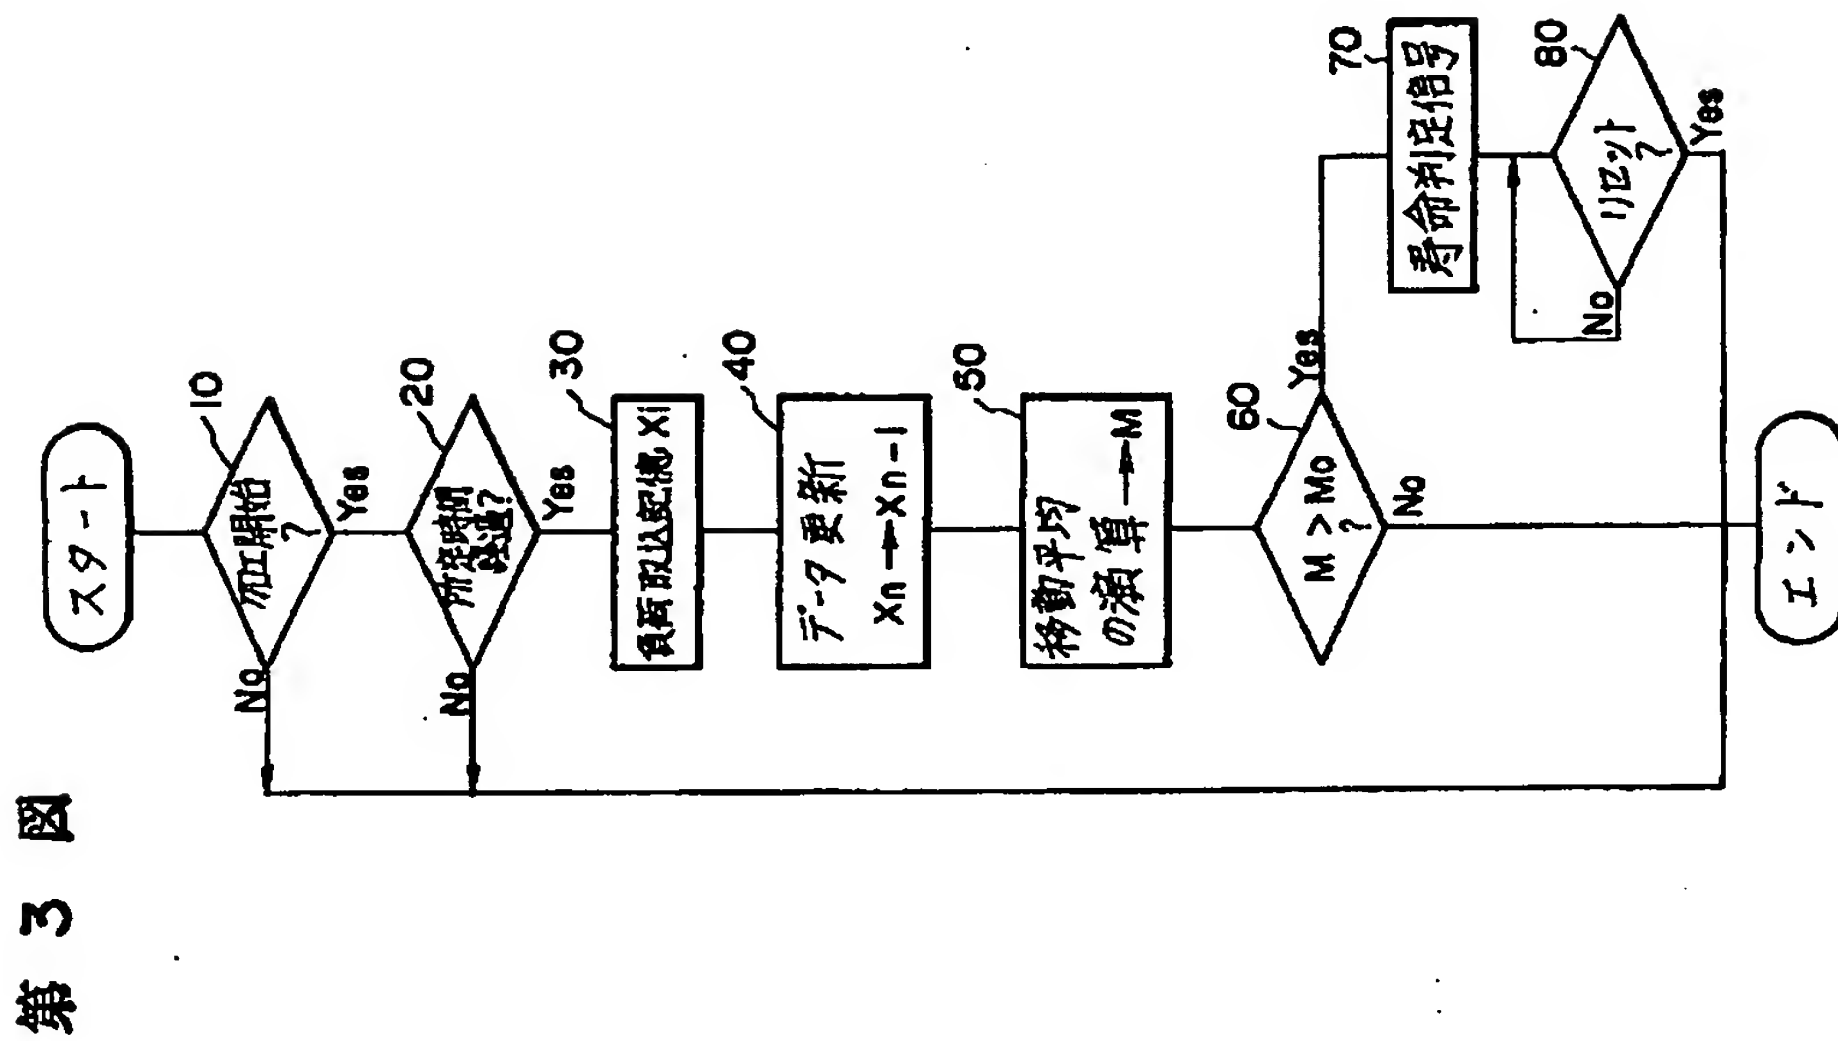 第3図
スタート
10
加工開始
?
No
Yes
20
所定時間
経過?
No
Yes
30
負荷取込記憶 X1
40
データ更新
Xn→Xn-1
50
移動平均
の演算→M
60
M>Mo
?
Yes
No
70
寿命判定信号
80
リセット
?
No
Yes
エンド